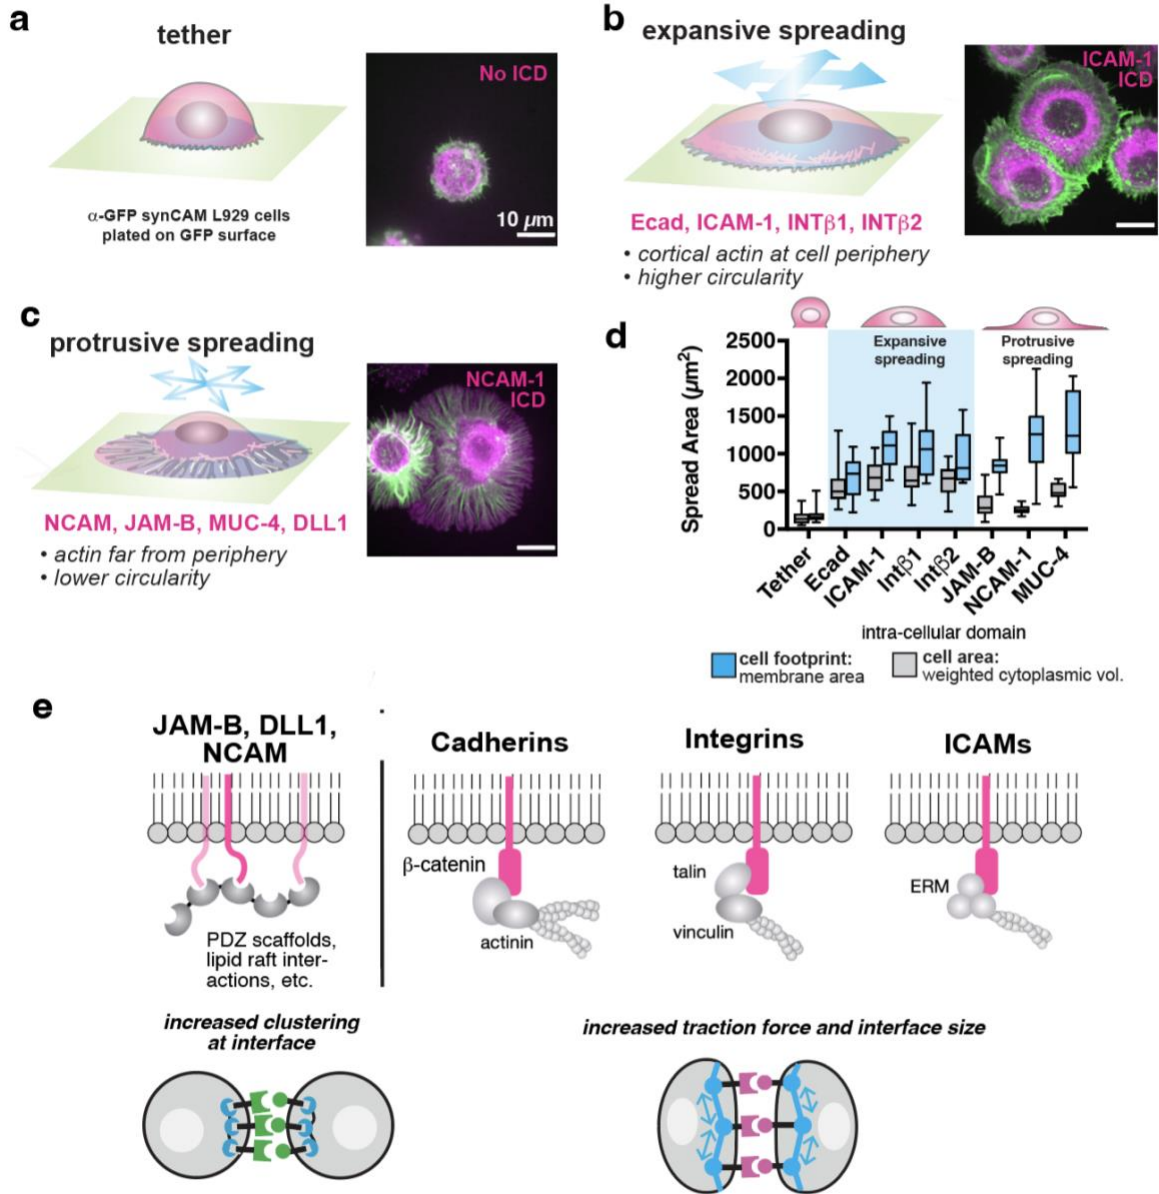 a
tether
No ICD
10 µm
α-GFP synCAM L929 cells
plated on GFP surface
b
expansive spreading
ICAM-1
ICD
Ecad, ICAM-1, INTβ1, INTβ2
• cortical actin at cell periphery
• higher circularity
c
protrusive spreading
NCAM-1
ICD
NCAM, JAM-B, MUC-4, DLL1
• actin far from periphery
• lower circularity
d
Expansive
spreading
Protrusive
spreading
Spread Area (µm²)
2500
2000
1500
1000
500
0
Tether
Ecad
ICAM-1
Intβ1
Intβ2
JAM-B
NCAM-1
MUC-4
intra-cellular domain
cell footprint:
membrane area
cell area:
weighted cytoplasmic vol.
e
JAM-B, DLL1,
NCAM
PDZ scaffolds,
lipid raft inter-
actions, etc.
Cadherins
β-catenin
actinin
Integrins
talin
vinculin
ICAMs
ERM
increased clustering
at interface
increased traction force and interface size